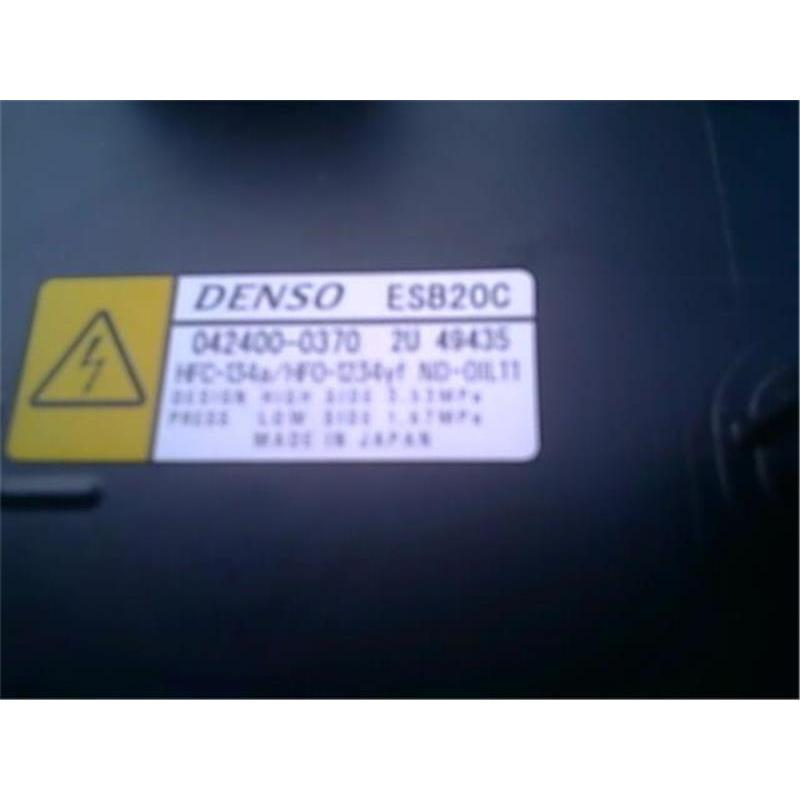 DENSO ESB20C
042400-0370 2U 49435
HFC-134a/HFO-1234yf ND-OIL11
DESIGN HIGH SIDE 3.53MPa
PRESS LOW SIDE 1.67MPa
MADE IN JAPAN